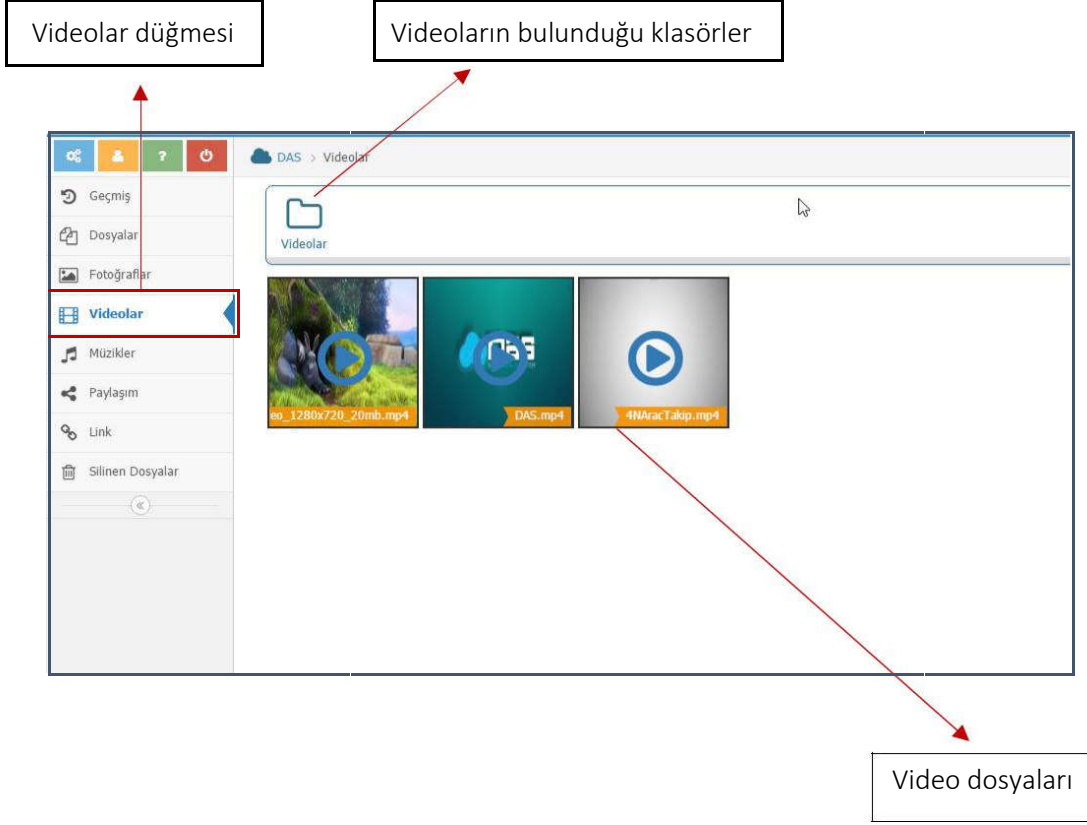 Videolar düğmesi
Videoların bulunduğu klasörler
?
DAS > Videolar
Geçmiş
Dosyalar
Fotoğraflar
Videolar
Müzikler
Paylaşım
Link
Silinen Dosyalar
Videolar
eo_1280x720_20mb.mp4
DAS
DAS.mp4
4NAracTakip.mp4
Video dosyaları